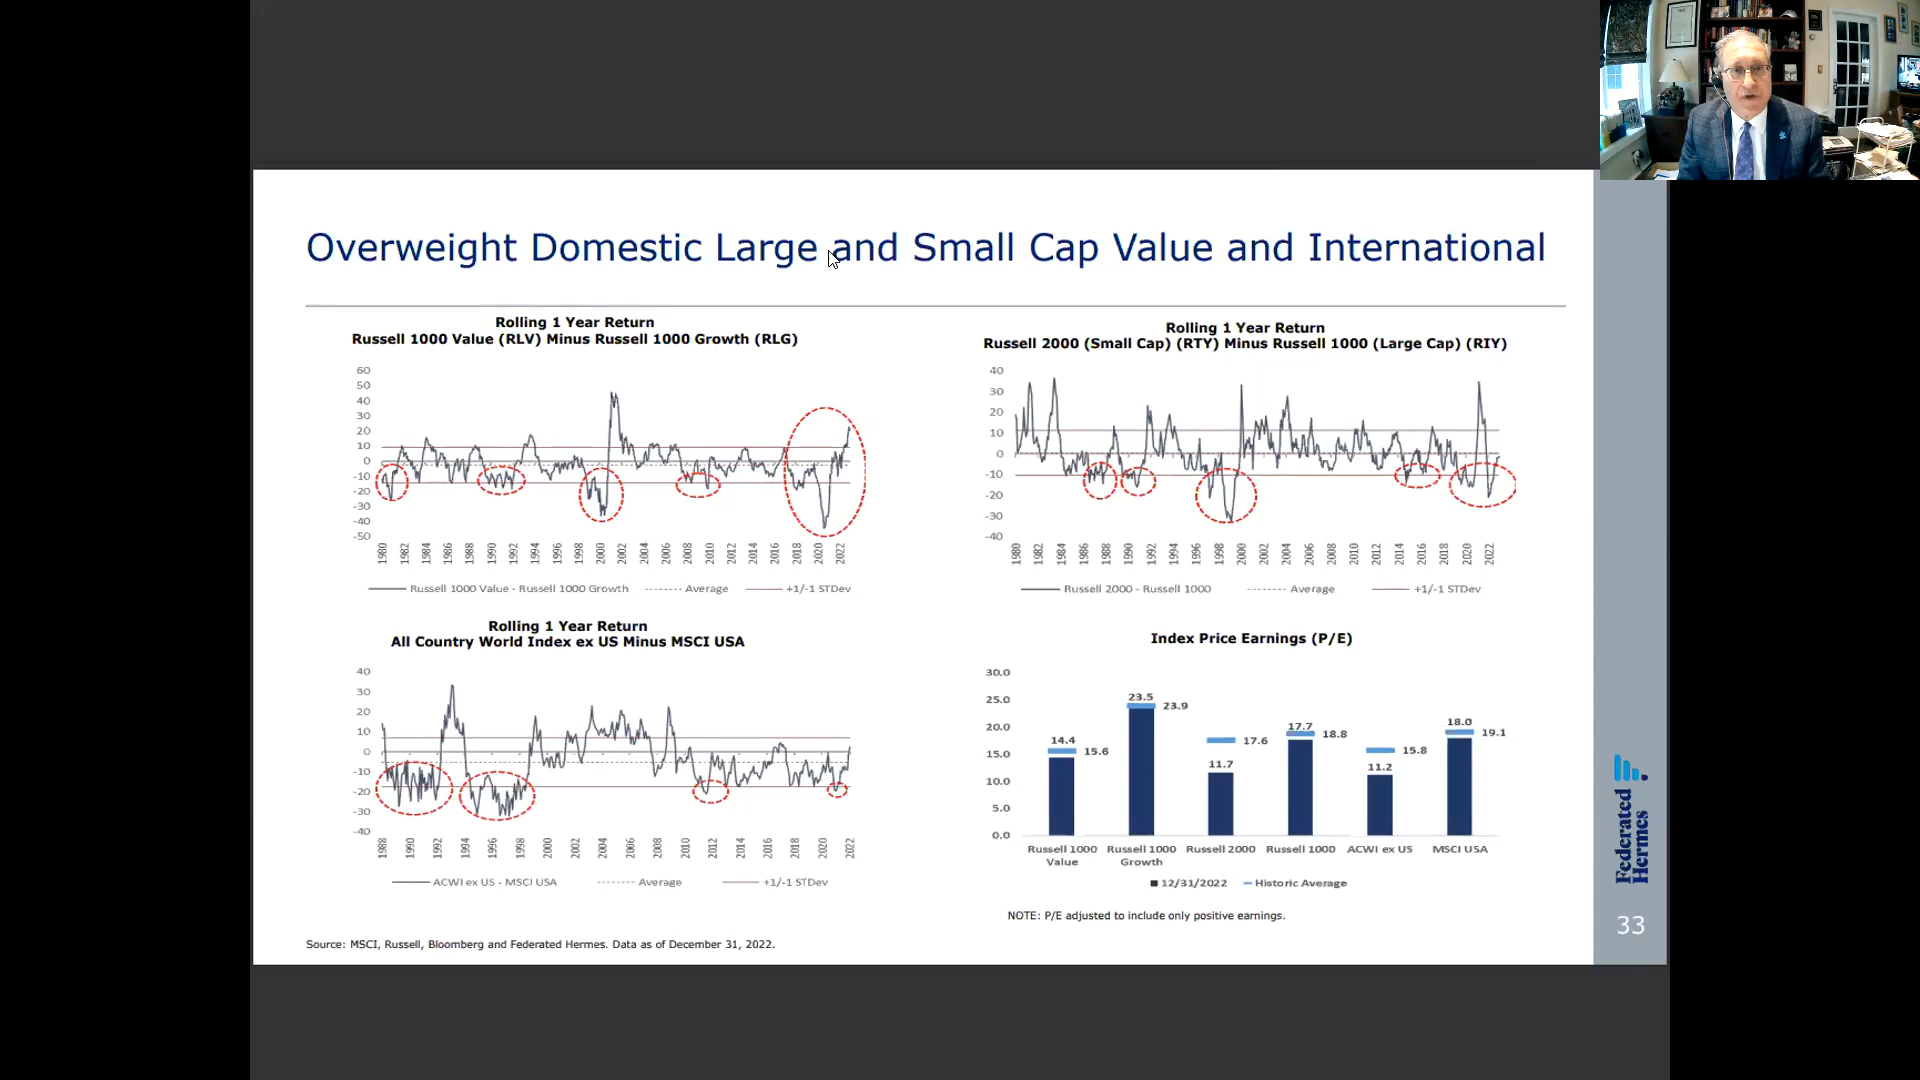 Overweight Domestic Large and Small Cap Value and International
Rolling 1 Year Return
Russell 1000 Value (RLV) Minus Russell 1000 Growth (RLG)
60
50
40
30
20
10
0
-10
-20
-30
-40
-50
1980 1982 1984 1986 1988 1990 1992 1994 1996 1998 2000 2002 2004 2006 2008 2010 2012 2014 2016 2018 2020 2022
Russell 1000 Value - Russell 1000 Growth Average +1/-1 STDev
Rolling 1 Year Return
Russell 2000 (Small Cap) (RTY) Minus Russell 1000 (Large Cap) (RIY)
40
30
20
10
0
-10
-20
-30
-40
1980 1982 1984 1986 1988 1990 1992 1994 1996 1998 2000 2002 2004 2006 2008 2010 2012 2014 2016 2018 2020 2022
Russell 2000 - Russell 1000 Average +1/-1 STDev
Rolling 1 Year Return
All Country World Index ex US Minus MSCI USA
40
30
20
10
0
-10
-20
-30
-40
1988 1990 1992 1994 1996 1998 2000 2002 2004 2006 2008 2010 2012 2014 2016 2018 2020 2022
ACWI ex US - MSCI USA Average +1/-1 STDev
Index Price Earnings (P/E)
30.0
25.0
20.0
15.0
10.0
5.0
0.0
14.4 15.6
23.5 23.9
11.7 17.6
17.7 18.8
11.2 15.8
18.0 19.1
Russell 1000 Value
Russell 1000 Growth
Russell 2000
Russell 1000
ACWI ex US
MSCI USA
12/31/2022 Historic Average
NOTE: P/E adjusted to include only positive earnings.
Source: MSCI, Russell, Bloomberg and Federated Hermes. Data as of December 31, 2022.
Federated
Hermes
33